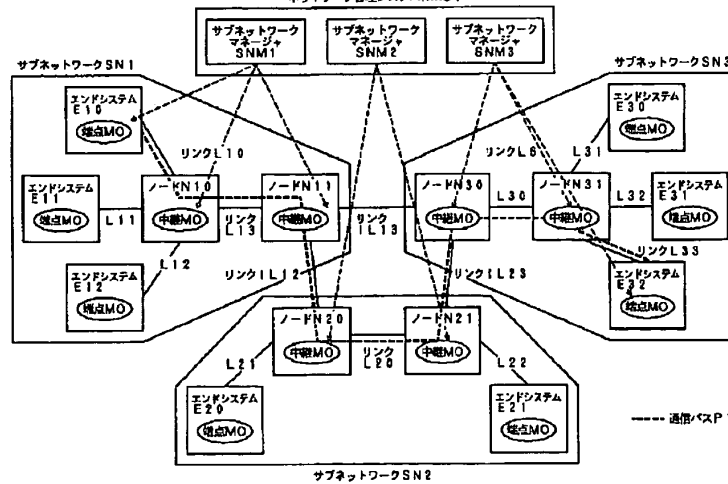 サブネットワーク
マネージャ
SNM1
サブネットワーク
マネージャ
SNM2
サブネットワーク
マネージャ
SNM3
サブネットワークSN1
サブネットワークSN3
エンドシステム
E10
端点MO
エンドシステム
E30
端点MO
リンクL10
リンクL6
L31
エンドシステム
E11
端点MO
L11
ノードN10
中継MO
リンク
L13
ノードN11
中継MO
リンク
IL13
ノードN30
中継MO
L30
ノードN31
中継MO
L32
エンドシステム
E31
端点MO
L12
リンクIL12
リンクIL23
リンクL33
エンドシステム
E12
端点MO
エンドシステム
E32
端点MO
ノードN20
中継MO
リンク
L20
ノードN21
中継MO
L21
L22
エンドシステム
E20
端点MO
エンドシステム
E21
端点MO
通信パスP
サブネットワークSN2